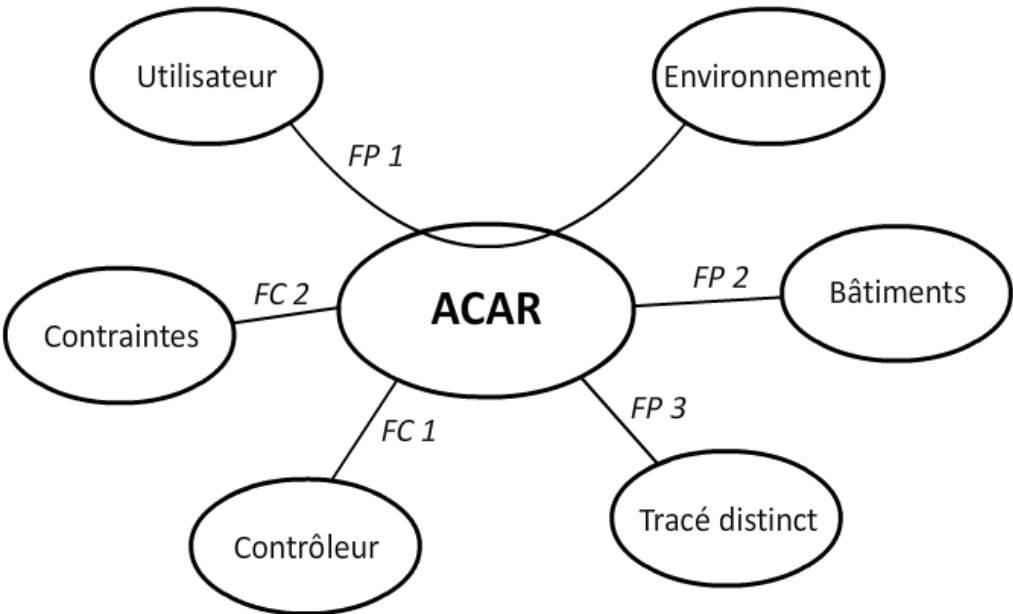 Utilisateur
Environnement
FP 1
FP 2
Bâtiments
FC 2
ACAR
Contraintes
FP 3
FC 1
Tracé distinct
Contrôleur